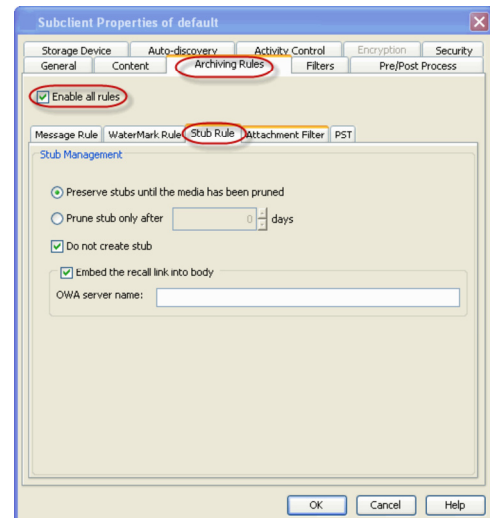 Subclient Properties of default
Storage Device Auto-discovery Activity Control Encryption Security
General Content Archiving Rules Filters Pre/Post Process
Enable all rules
Message Rule WaterMark Rule Stub Rule Attachment Filter PST
Stub Management
Preserve stubs until the media has been pruned
Prune stub only after 0 days
Do not create stub
Embed the recall link into body
OWA server name:
OK Cancel Help